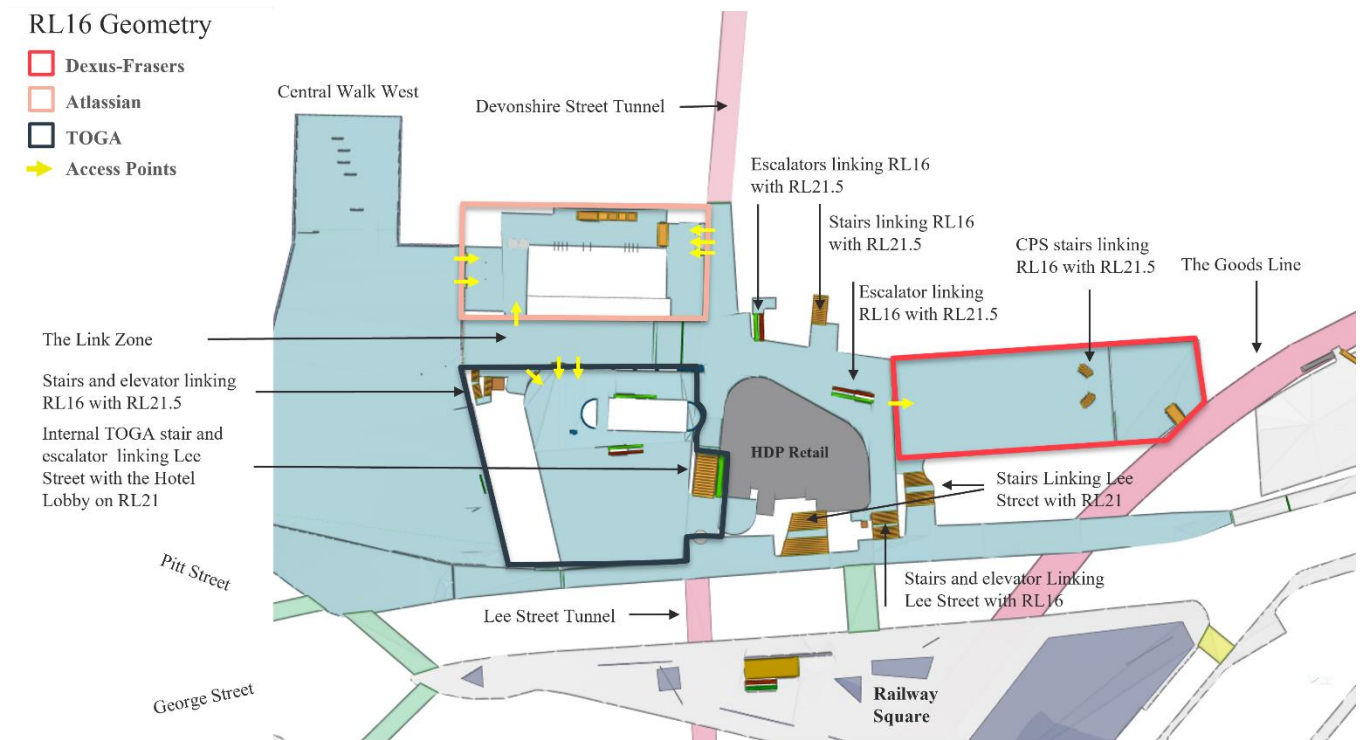 RL16 Geometry
Dexus-Frasers
Atlassian
TOGA
Access Points
Central Walk West
Devonshire Street Tunnel
Escalators linking RL16
with RL21.5
Stairs linking RL16
with RL21.5
Escalator linking
RL16 with RL21.5
CPS stairs linking
RL16 with RL21.5
The Goods Line
The Link Zone
Stairs and elevator linking
RL16 with RL21.5
Internal TOGA stair and
escalator linking Lee
Street with the Hotel
Lobby on RL21
HDP Retail
Stairs Linking Lee
Street with RL21
Stairs and elevator Linking
Lee Street with RL16
Pitt Street
Lee Street Tunnel
George Street
Railway
Square